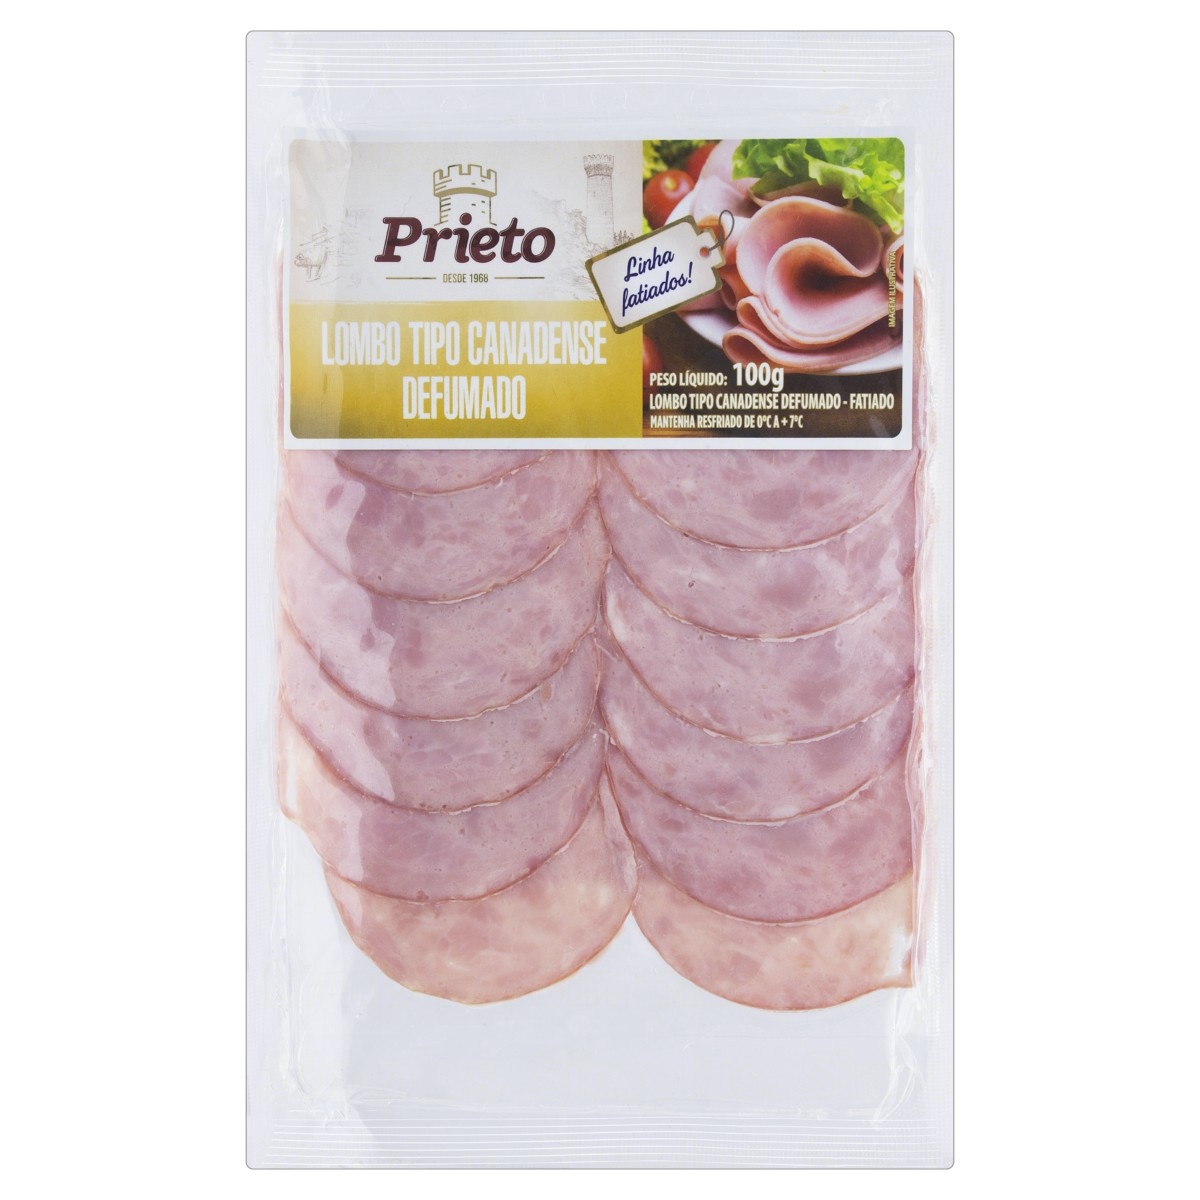 Prieto
DESDE 1968
LOMBO TIPO CANADENSE
DEFUMADO
Linha
fatiados!
IMAGEM ILUSTRATIVA
PESO LÍQUIDO: 100g
LOMBO TIPO CANADENSE DEFUMADO - FATIADO
MANTENHA RESFRIADO DE 0°C A + 7°C